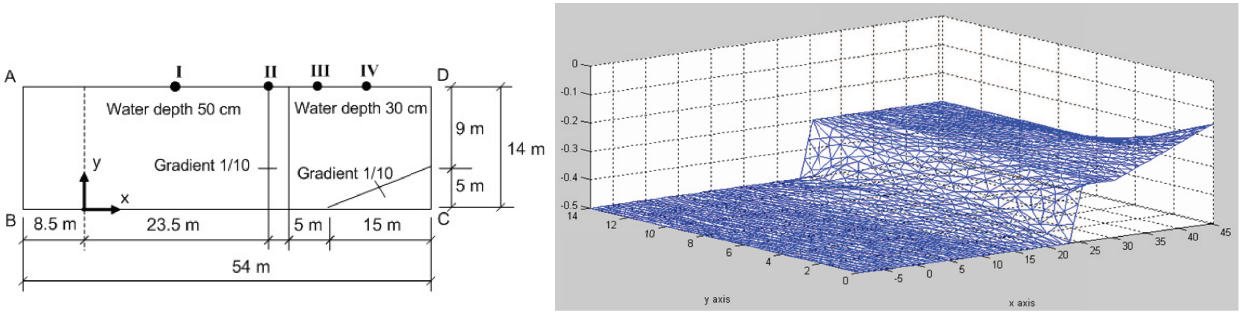 A
I
II
III
IV
D
Water depth 50 cm
Water depth 30 cm
9 m
14 m
Gradient 1/10
Gradient 1/10
5 m
y
x
B
8.5 m
23.5 m
5 m
15 m
C
54 m
0
-0.1
-0.2
-0.3
-0.4
-0.5
14
12
10
8
6
4
2
0
-5
0
5
10
15
20
25
30
35
40
45
y axis
x axis